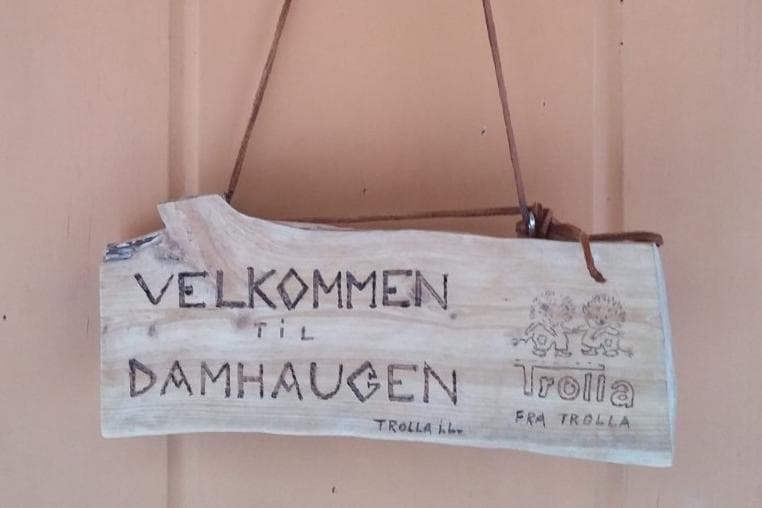 VELKOMMEN
TiL
DAMHAUGEN
TROLLA i.L.
Trolla
FRA TROLLA